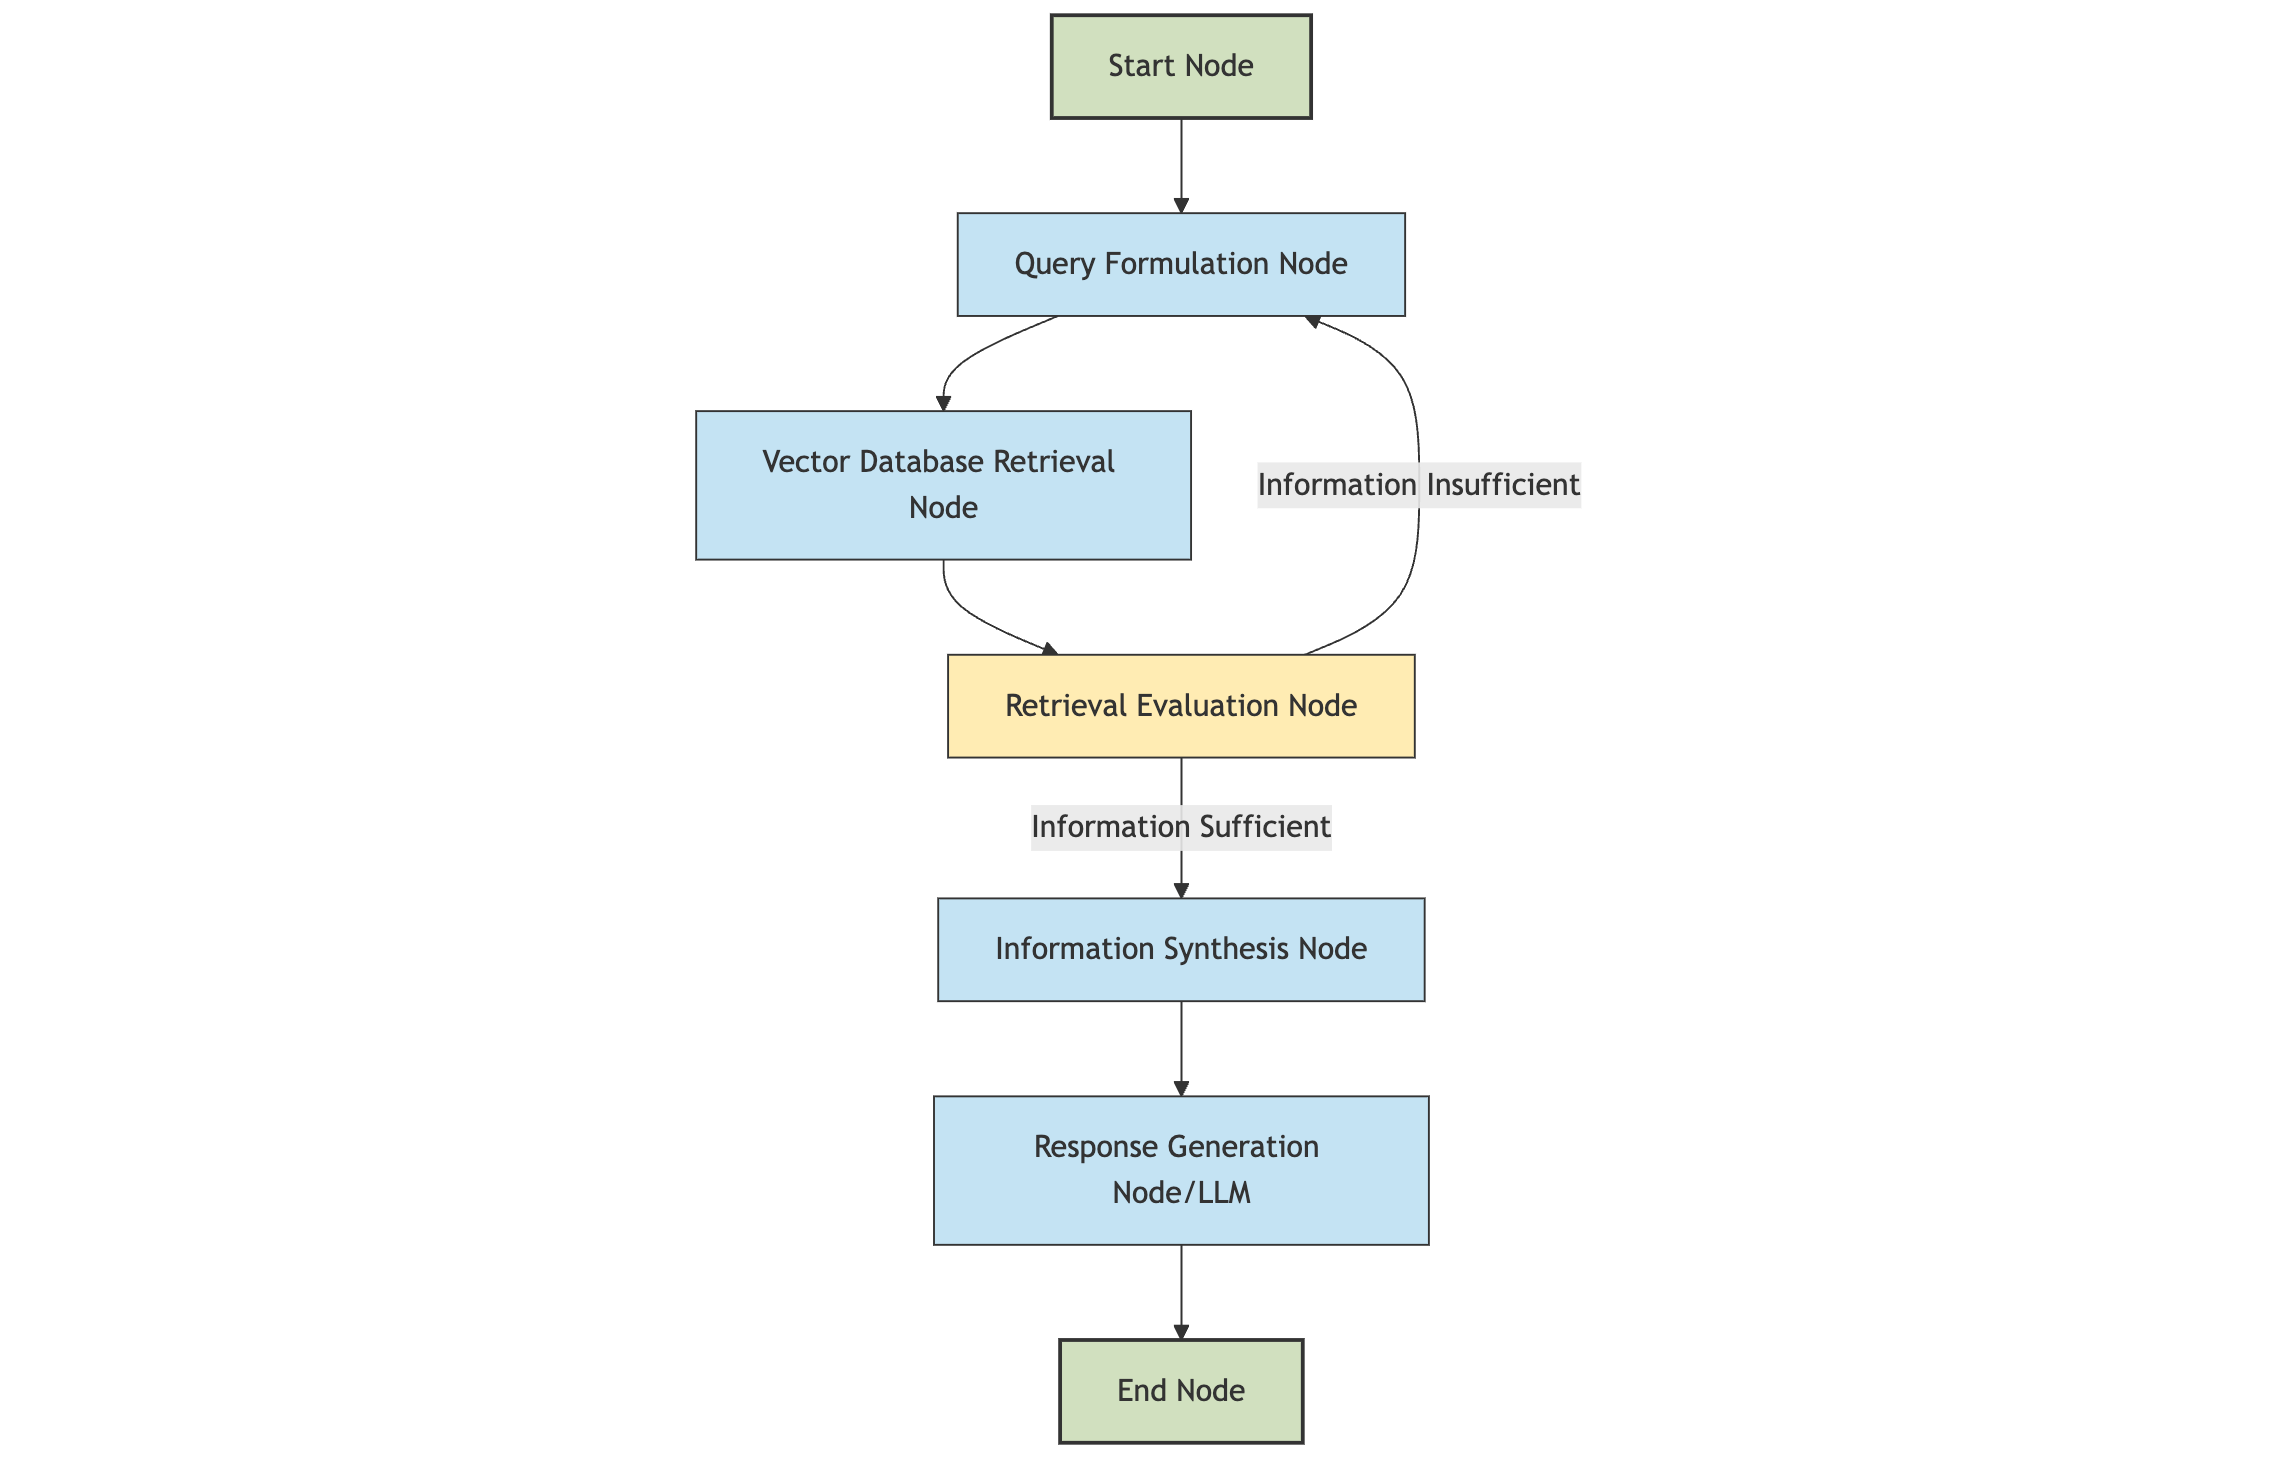 Start Node
Query Formulation Node
Vector Database Retrieval
Node
Information Insufficient
Retrieval Evaluation Node
Information Sufficient
Information Synthesis Node
Response Generation
Node/LLM
End Node